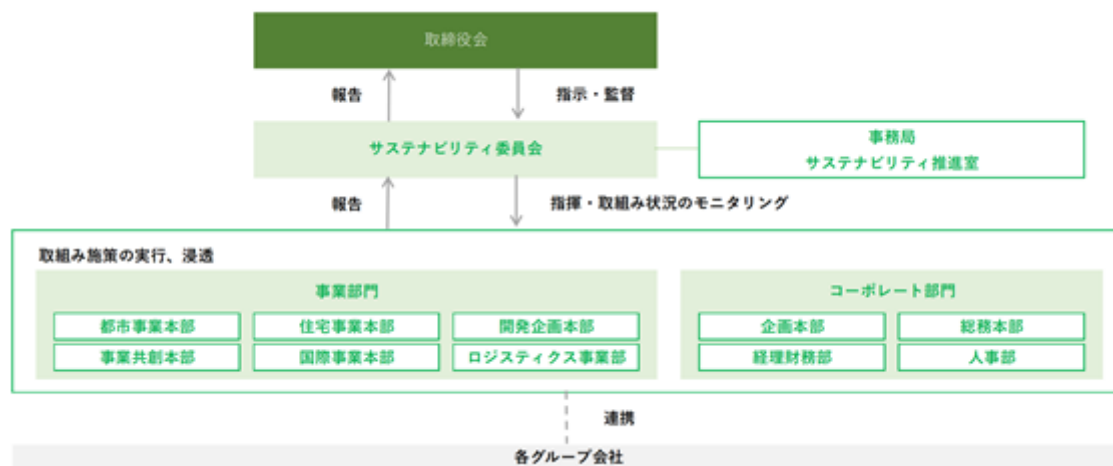 取締役会
報告
指示・監督
サステナビリティ委員会
事務局
サステナビリティ推進室
報告
指揮・取組み状況のモニタリング
取組み施策の実行、浸透
事業部門
都市事業本部
住宅事業本部
開発企画本部
事業共創本部
国際事業本部
ロジスティクス事業部
コーポレート部門
企画本部
総務本部
経理財務部
人事部
連携
各グループ会社